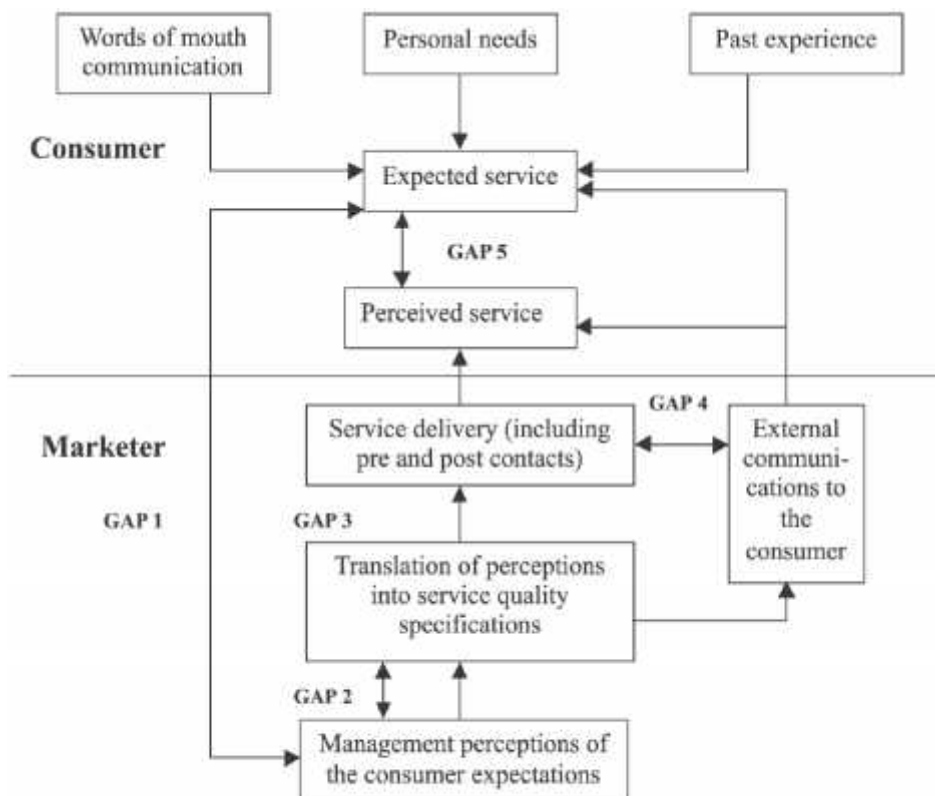 Words of mouth
communication
Personal needs
Past experience
Consumer
Expected service
GAP 5
Perceived service
GAP 4
Marketer
Service delivery (including
pre and post contacts)
External
communi-
cations to
the
consumer
GAP 1
GAP 3
Translation of perceptions
into service quality
specifications
GAP 2
Management perceptions of
the consumer expectations